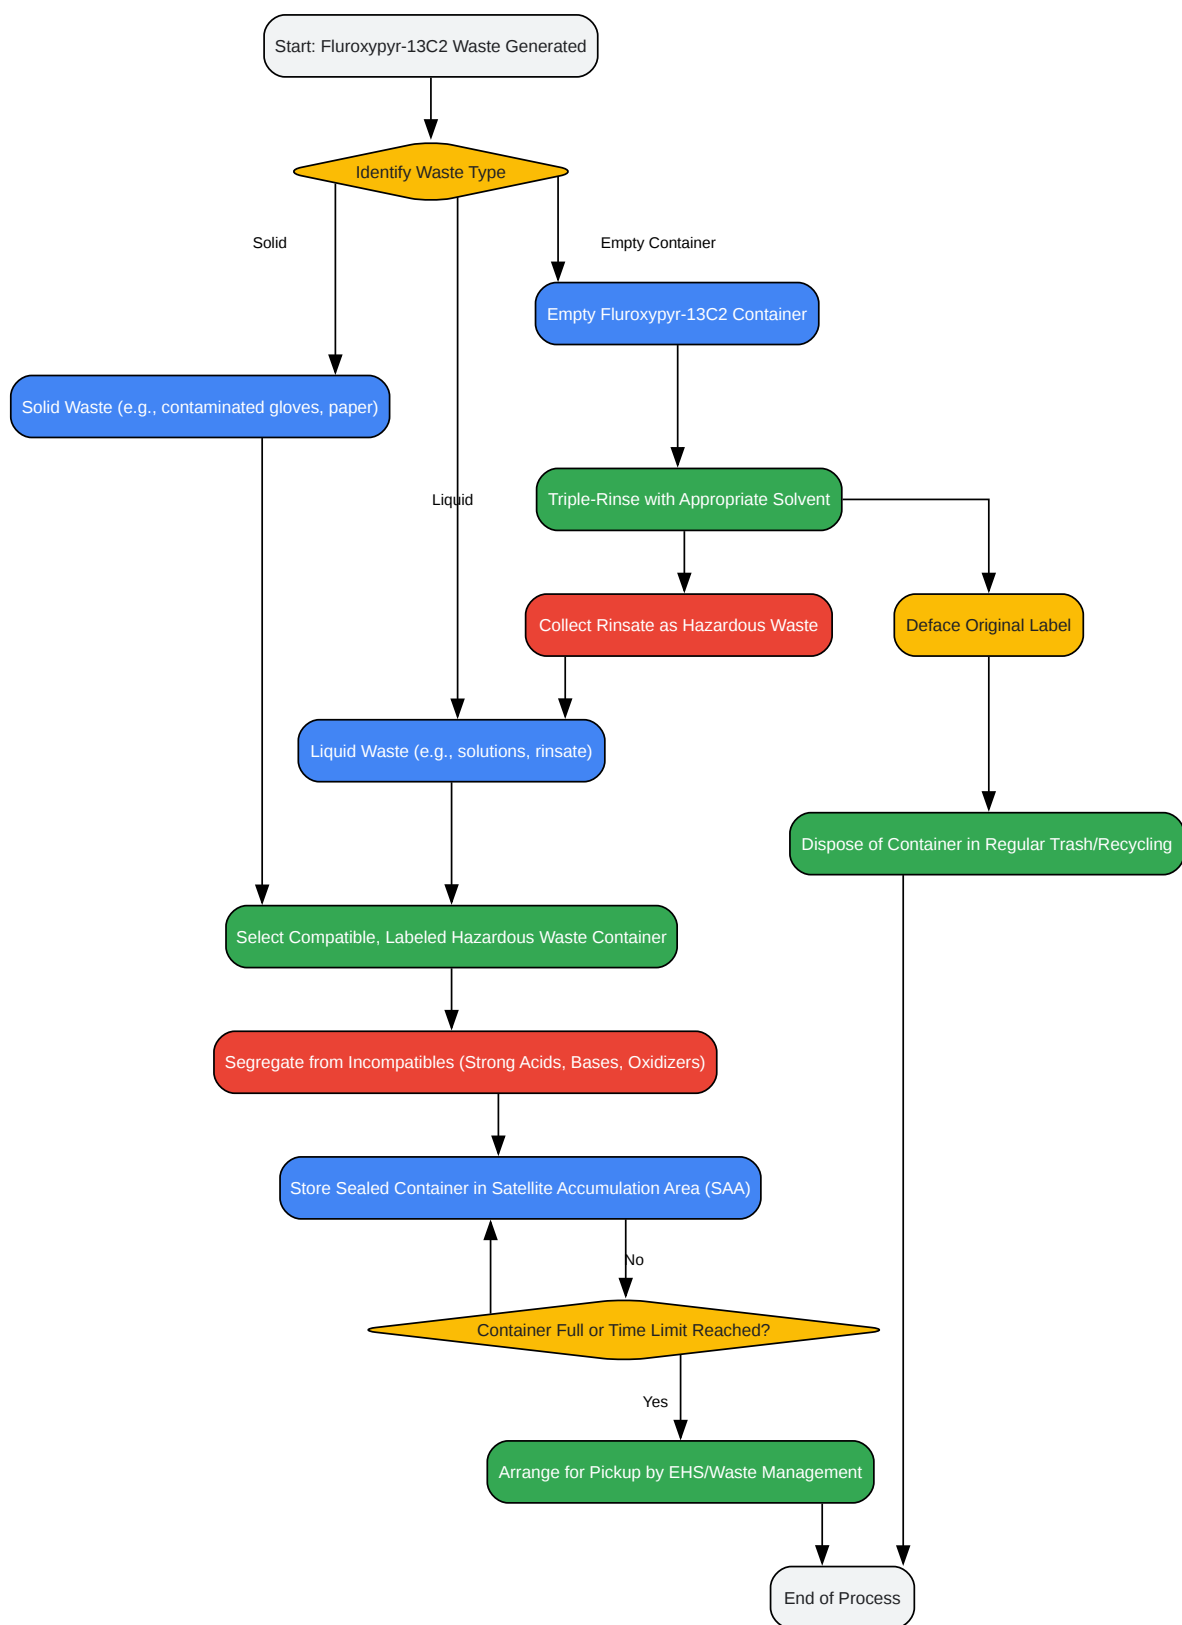 Start: Fluroxypyr-13C2 Waste Generated
Identify Waste Type
Solid
Empty Container
Empty Fluroxypyr-13C2 Container
Solid Waste (e.g., contaminated gloves, paper)
Liquid
Triple-Rinse with Appropriate Solvent
Collect Rinsate as Hazardous Waste
Deface Original Label
Liquid Waste (e.g., solutions, rinsate)
Dispose of Container in Regular Trash/Recycling
Select Compatible, Labeled Hazardous Waste Container
Segregate from Incompatibles (Strong Acids, Bases, Oxidizers)
Store Sealed Container in Satellite Accumulation Area (SAA)
No
Container Full or Time Limit Reached?
Yes
Arrange for Pickup by EHS/Waste Management
End of Process